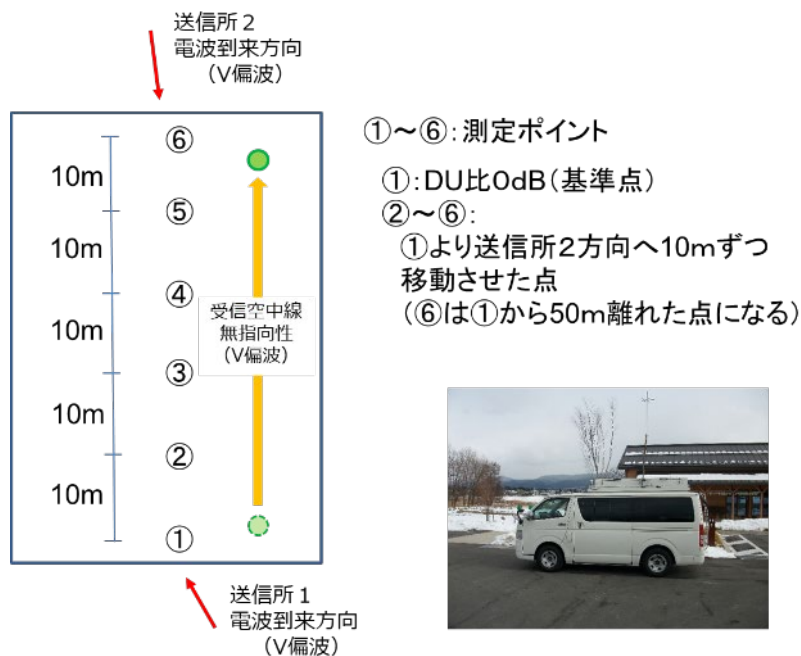 送信所２
電波到来方向
（V偏波）
①～⑥：測定ポイント
①：DU比0dB（基準点）
②～⑥：
①より送信所２方向へ10mずつ
移動させた点
（⑥は①から50m離れた点になる）
⑥
10m
⑤
10m
④
10m
受信空中線
無指向性
（V偏波）
③
10m
②
10m
①
送信所１
電波到来方向
（V偏波）